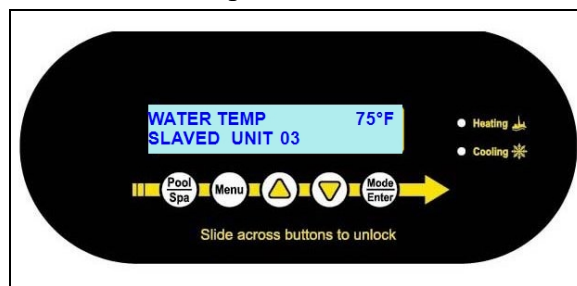 WATER TEMP 75°F
SLAVED UNIT 03
Heating
Cooling
Pool
Spa
Menu
Mode
Enter
Slide across buttons to unlock